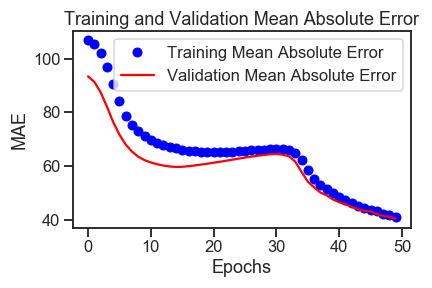 Training and Validation Mean Absolute Error
Training Mean Absolute Error
Validation Mean Absolute Error
MAE
100
80
60
40
0
10
20
30
40
50
Epochs